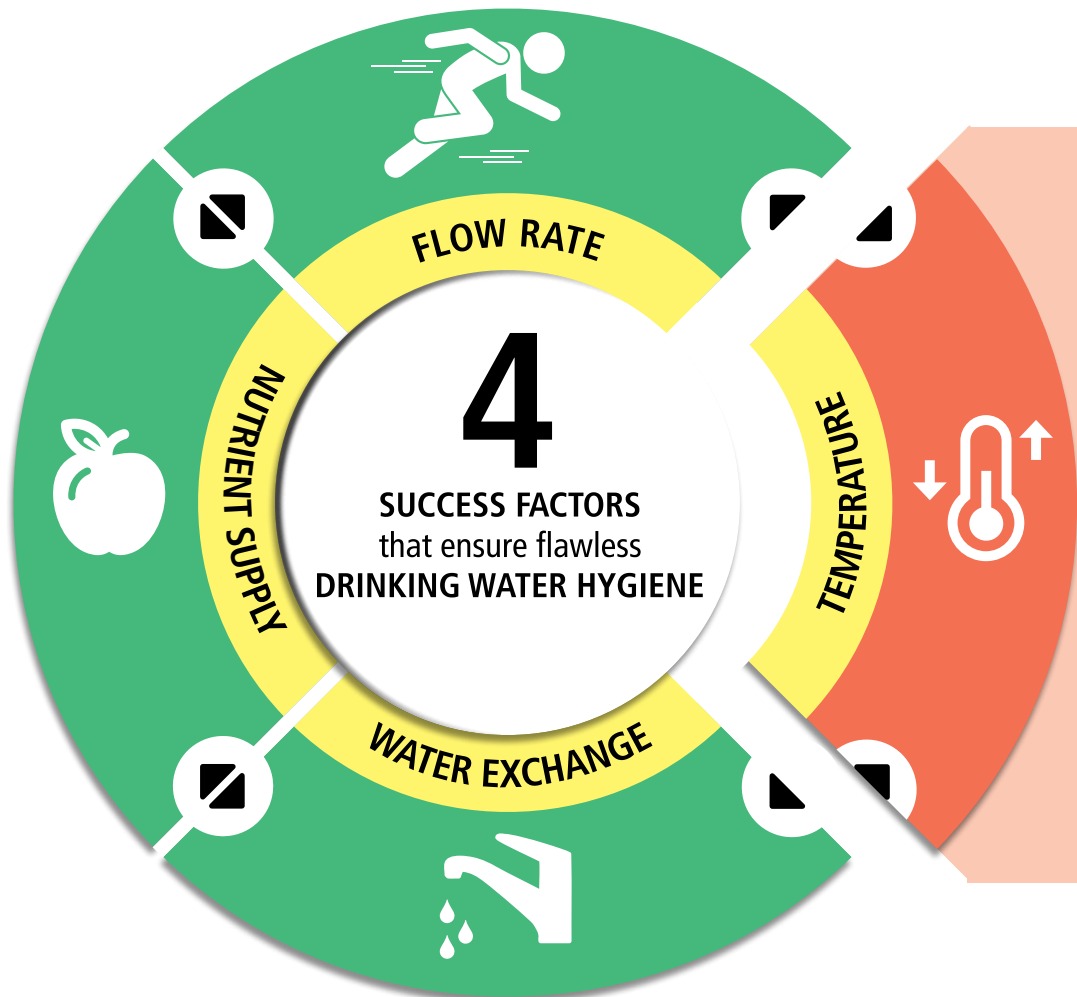 FLOW RATE
NUTRIENT SUPPLY
4
SUCCESS FACTORS
that ensure flawless
DRINKING WATER HYGIENE
TEMPERATURE
WATER EXCHANGE